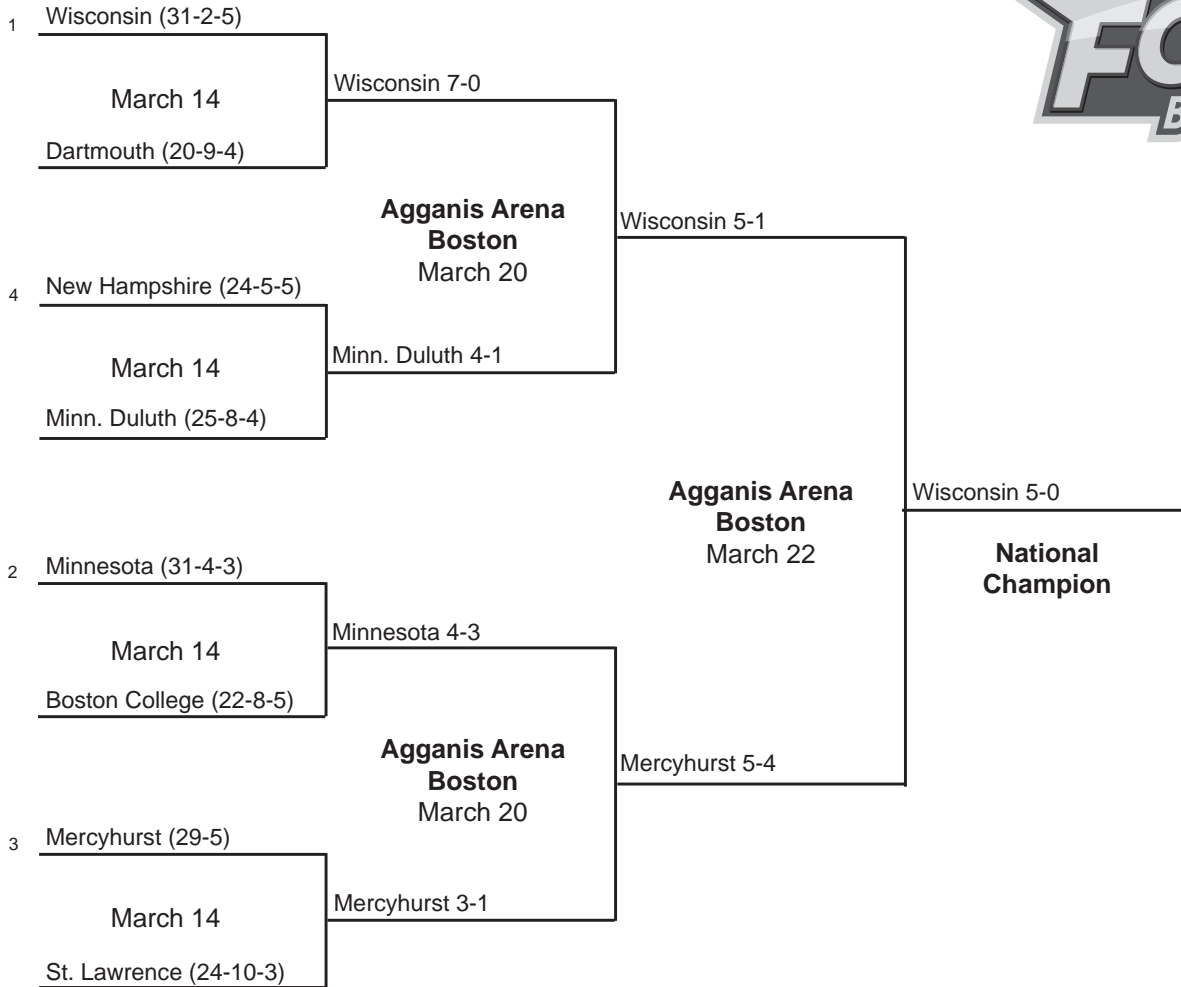 1 Wisconsin (31-2-5)
March 14
Dartmouth (20-9-4)
Wisconsin 7-0
Agganis Arena
Boston
March 20
4 New Hampshire (24-5-5)
March 14
Minn. Duluth (25-8-4)
Minn. Duluth 4-1
Wisconsin 5-1
Agganis Arena
Boston
March 22
Wisconsin 5-0
National
Champion
2 Minnesota (31-4-3)
March 14
Boston College (22-8-5)
Minnesota 4-3
Agganis Arena
Boston
March 20
Mercyhurst 5-4
3 Mercyhurst (29-5)
March 14
St. Lawrence (24-10-3)
Mercyhurst 3-1